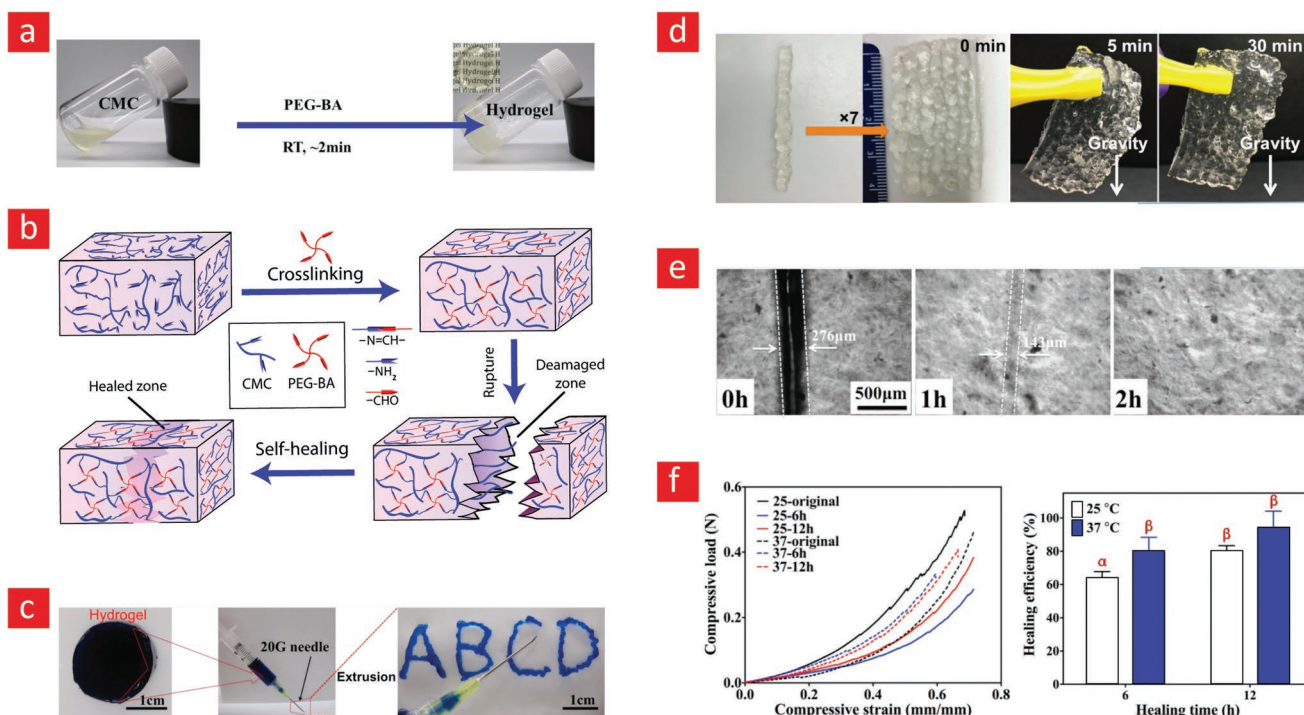 a
CMC
PEG-BA
RT, ~2min
Hydrogel
b
Crosslinking
CMC
PEG-BA
–N=CH–
–NH2
–CHO
Rupture
Deamaged
zone
Healed zone
Self-healing
c
Hydrogel
1cm
20G needle
Extrusion
ABCD
1cm
d
×7
0 min
5 min
Gravity
30 min
Gravity
e
276μm
0h
500μm
143μm
1h
2h
f
Compressive load (N)
0.6
0.4
0.2
0.0
25-original
25-6h
25-12h
37-original
37-6h
37-12h
0.0 0.2 0.4 0.6 0.8
Compressive strain (mm/mm)
Healing efficiency (%)
100
80
60
40
20
0
25 °C
37 °C
α
β
β
β
6 12
Healing time (h)